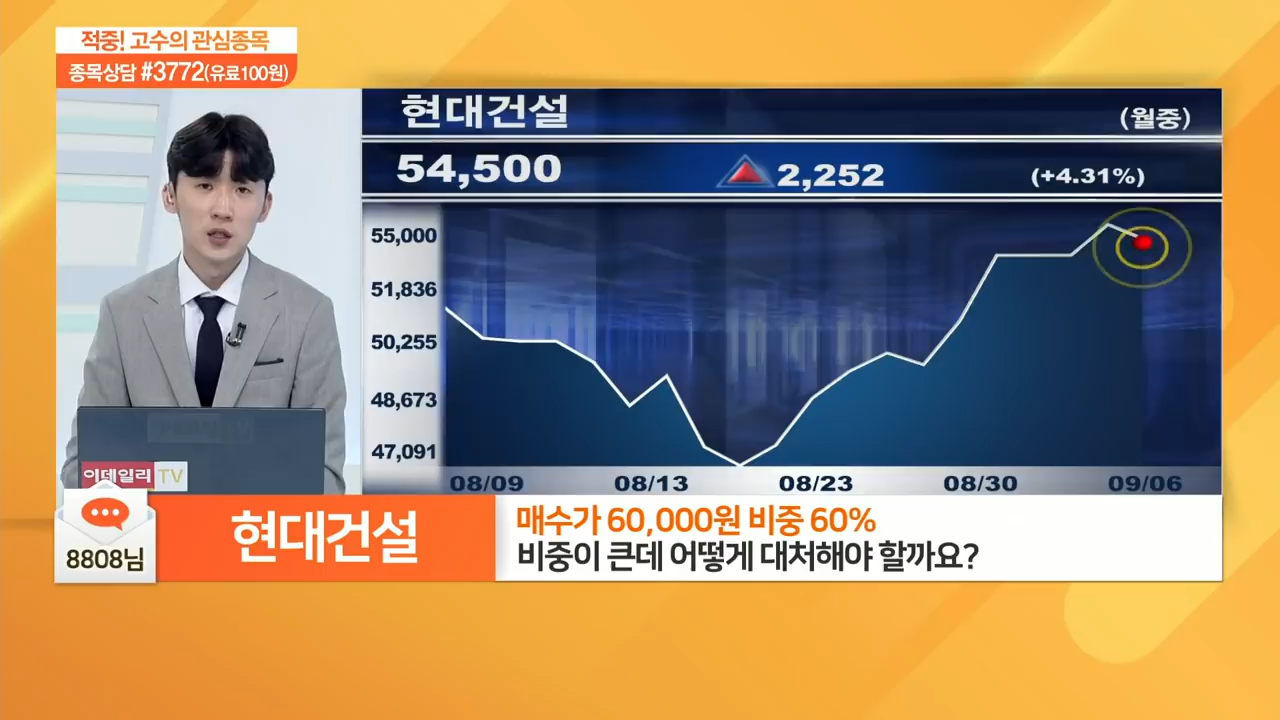 적중! 고수의 관심종목
종목상담 #3772(유료100원)
현대건설 (월중)
54,500 2,252 (+4.31%)
55,000
51,836
50,255
48,673
47,091
08/09 08/13 08/23 08/30 09/06
이데일리 TV
8808님
현대건설
매수가 60,000원 비중 60%
비중이 큰데 어떻게 대처해야 할까요?